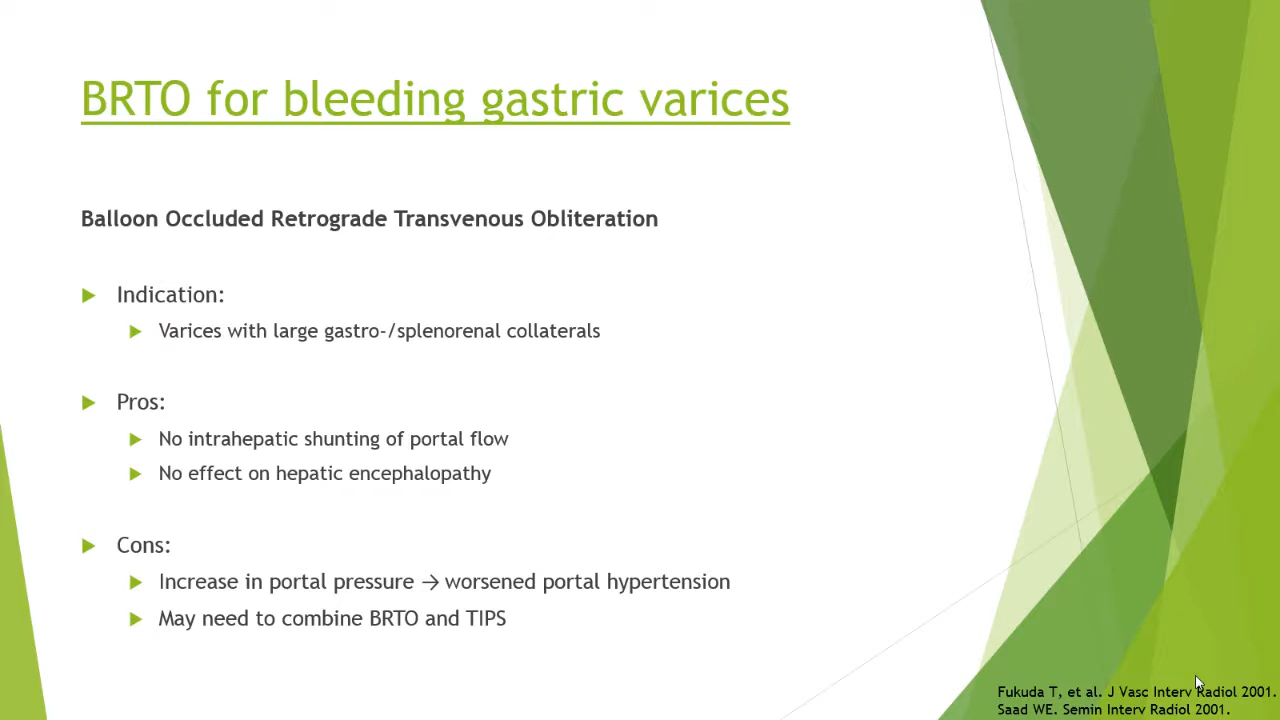 BRTO for bleeding gastric varices
Balloon Occluded Retrograde Transvenous Obliteration
Indication:
Varices with large gastro-/splenorenal collaterals
Pros:
No intrahepatic shunting of portal flow
No effect on hepatic encephalopathy
Cons:
Increase in portal pressure → worsened portal hypertension
May need to combine BRTO and TIPS
Fukuda T, et al. J Vasc Interv Radiol 2001.
Saad WE. Semin Interv Radiol 2001.